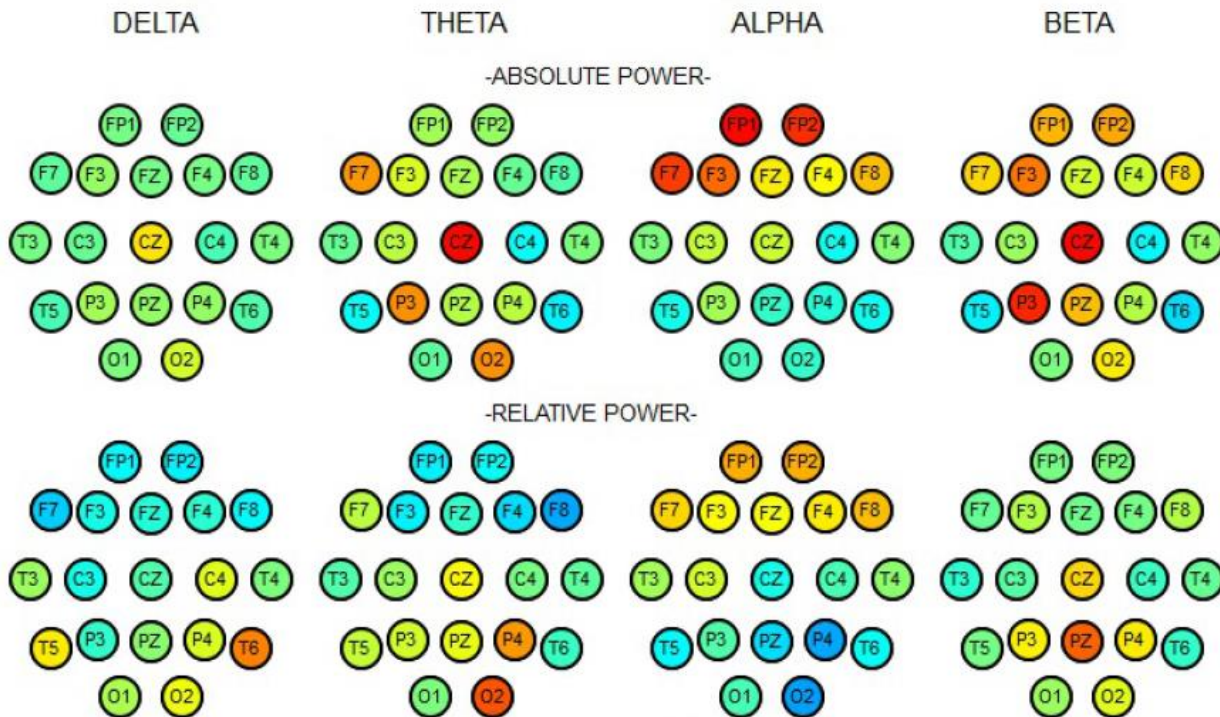 DELTA THETA ALPHA BETA
-ABSOLUTE POWER-
FP1 FP2 FP1 FP2 FP1 FP2 FP1 FP2
F7 F3 FZ F4 F8 F7 F3 FZ F4 F8 F7 F3 FZ F4 F8 F7 F3 FZ F4 F8
T3 C3 CZ C4 T4 T3 C3 CZ C4 T4 T3 C3 CZ C4 T4 T3 C3 CZ C4 T4
T5 P3 PZ P4 T6 T5 P3 PZ P4 T6 T5 P3 PZ P4 T6 T5 P3 PZ P4 T6
O1 O2 O1 O2 O1 O2 O1 O2
-RELATIVE POWER-
FP1 FP2 FP1 FP2 FP1 FP2 FP1 FP2
F7 F3 FZ F4 F8 F7 F3 FZ F4 F8 F7 F3 FZ F4 F8 F7 F3 FZ F4 F8
T3 C3 CZ C4 T4 T3 C3 CZ C4 T4 T3 C3 CZ C4 T4 T3 C3 CZ C4 T4
T5 P3 PZ P4 T6 T5 P3 PZ P4 T6 T5 P3 PZ P4 T6 T5 P3 PZ P4 T6
O1 O2 O1 O2 O1 O2 O1 O2